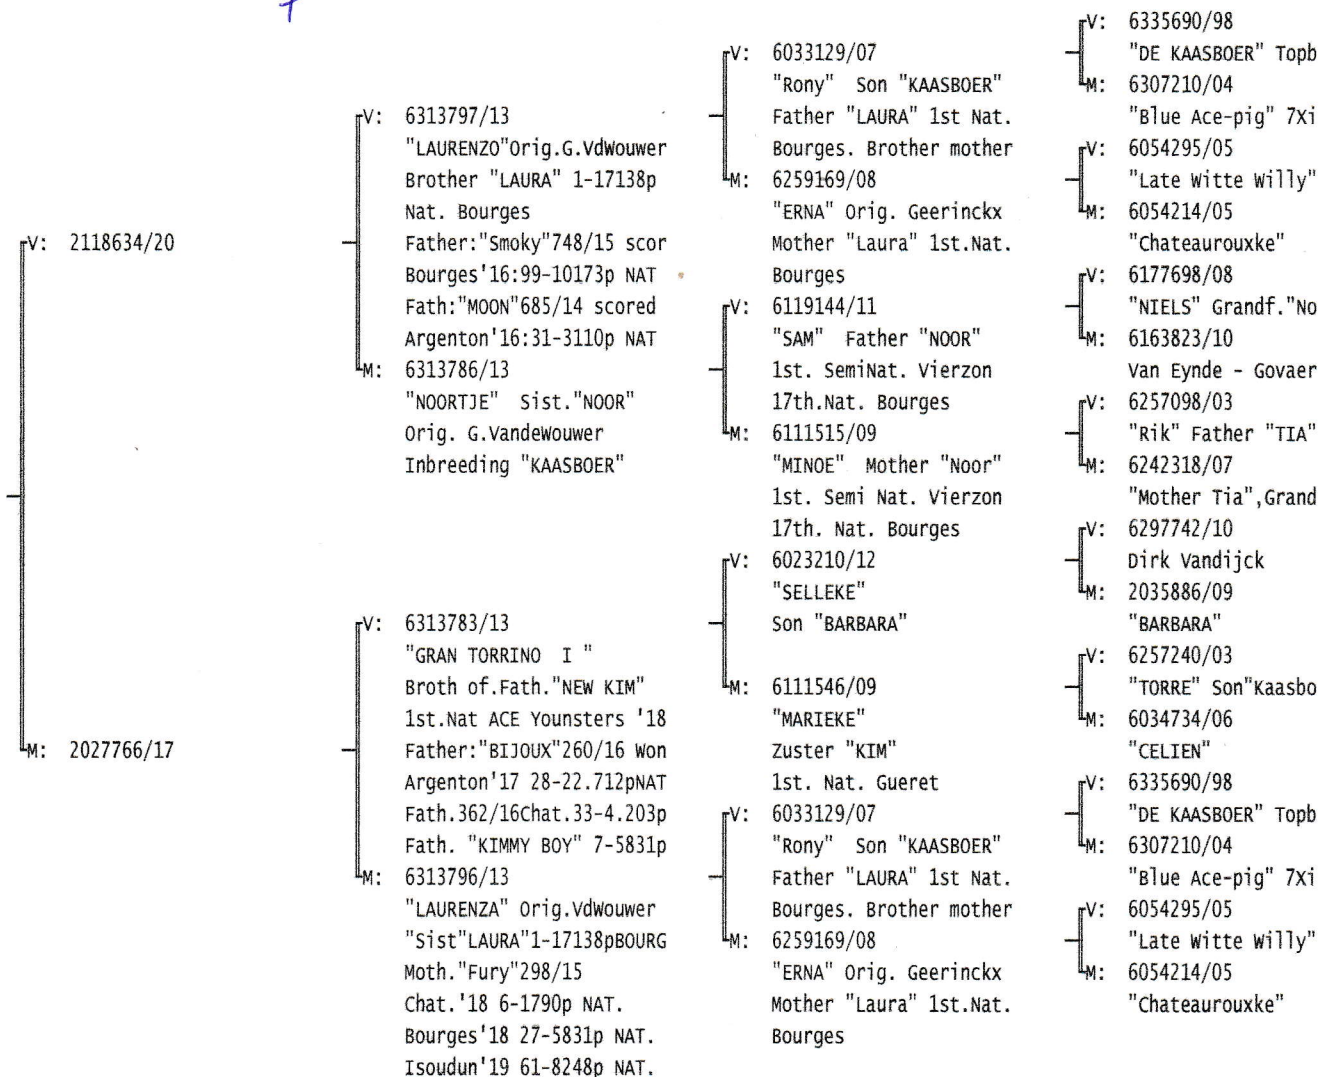 V: 2118634/20
M: 2027766/17
V: 6313797/13
"LAURENZO"Orig.G.VdWouwer
Brother "LAURA" 1-17138p
Nat. Bourges
Father:"Smoky"748/15 scor
Bourges'16:99-10173p NAT
Fath:"MOON"685/14 scored
Argenton'16:31-3110p NAT
M: 6313786/13
"NOORTJE" Sist."NOOR"
Orig. G.VandeWouwer
Inbreeding "KAASBOER"
V: 6313783/13
"GRAN TORRINO I "
Broth of.Fath."NEW KIM"
1st.Nat ACE Younsters '18
Father:"BIJOUX"260/16 Won
Argenton'17 28-22.712pNAT
Fath.362/16Chat.33-4.203p
Fath. "KIMMY BOY" 7-5831p
M: 6313796/13
"LAURENZA" Orig.VdWouwer
"Sist"LAURA"1-17138pBOURG
Moth."Fury"298/15
Chat.'18 6-1790p NAT.
Bourges'18 27-5831p NAT.
Isoudun'19 61-8248p NAT.
V: 6033129/07
"Rony" Son "KAASBOER"
Father "LAURA" 1st Nat.
Bourges. Brother mother
M: 6259169/08
"ERNA" Orig. Geerinckx
Mother "Laura" 1st.Nat.
Bourges
V: 6119144/11
"SAM" Father "NOOR"
1st. SemiNat. Vierzon
17th.Nat. Bourges
M: 6111515/09
"MINOE" Mother "Noor"
1st. Semi Nat. Vierzon
17th. Nat. Bourges
V: 6023210/12
"SELLEKE"
Son "BARBARA"
M: 6111546/09
"MARIEKE"
Zuster "KIM"
1st. Nat. Gueret
V: 6033129/07
"Rony" Son "KAASBOER"
Father "LAURA" 1st Nat.
Bourges. Brother mother
M: 6259169/08
"ERNA" Orig. Geerinckx
Mother "Laura" 1st.Nat.
Bourges
V: 6335690/98
"DE KAASBOER" Topb
M: 6307210/04
"Blue Ace-pig" 7Xi
V: 6054295/05
"Late Witte Willy"
M: 6054214/05
"Chateaurouxke"
V: 6177698/08
"NIELS" Grandf."No
M: 6163823/10
Van Eynde - Govaer
V: 6257098/03
"Rik" Father "TIA"
M: 6242318/07
"Mother Tia",Grand
V: 6297742/10
Dirk Vandijck
M: 2035886/09
"BARBARA"
V: 6257240/03
"TORRE" Son"Kaasbo
M: 6034734/06
"CELIEN"
V: 6335690/98
"DE KAASBOER" Topb
M: 6307210/04
"Blue Ace-pig" 7Xi
V: 6054295/05
"Late Witte Willy"
M: 6054214/05
"Chateaurouxke"